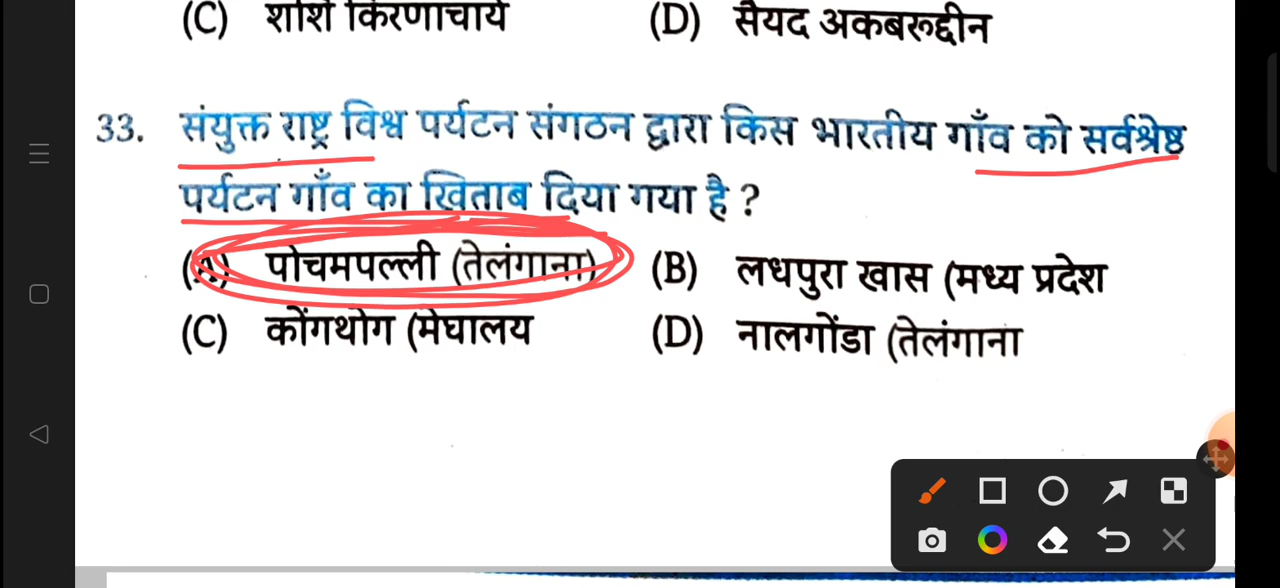 (C) शशि किरणाचार्य (D) सैयद अकबरूद्दीन
33. संयुक्त राष्ट्र विश्व पर्यटन संगठन द्वारा किस भारतीय गाँव को सर्वश्रेष्ठ
पर्यटन गाँव का खिताब दिया गया है ?
(A) पोचमपल्ली (तेलंगाना) (B) लधपुरा खास (मध्य प्रदेश
(C) कोंगथोग (मेघालय (D) नालगोंडा (तेलंगाना